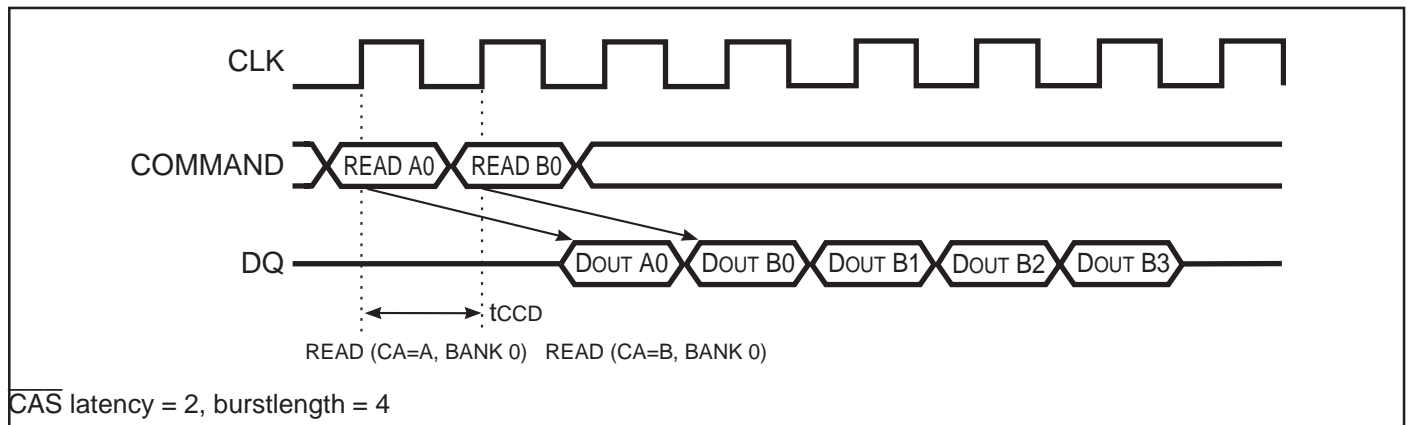 CLK
COMMAND READ A0 READ B0
DQ DOUT A0 DOUT B0 DOUT B1 DOUT B2 DOUT B3
tCCD
READ (CA=A, BANK 0) READ (CA=B, BANK 0)
CAS latency = 2, burstlength = 4